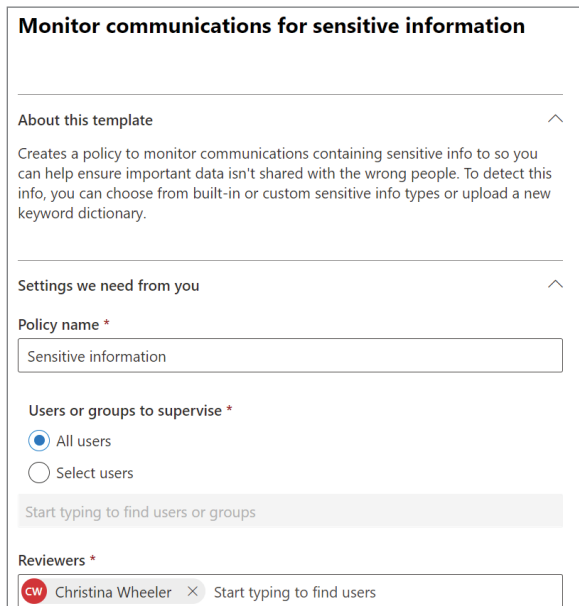 Monitor communications for sensitive information
About this template
Creates a policy to monitor communications containing sensitive info to so you
can help ensure important data isn't shared with the wrong people. To detect this
info, you can choose from built-in or custom sensitive info types or upload a new
keyword dictionary.
Settings we need from you
Policy name *
Sensitive information
Users or groups to supervise *
All users
Select users
Start typing to find users or groups
Reviewers *
CW Christina Wheeler × Start typing to find users